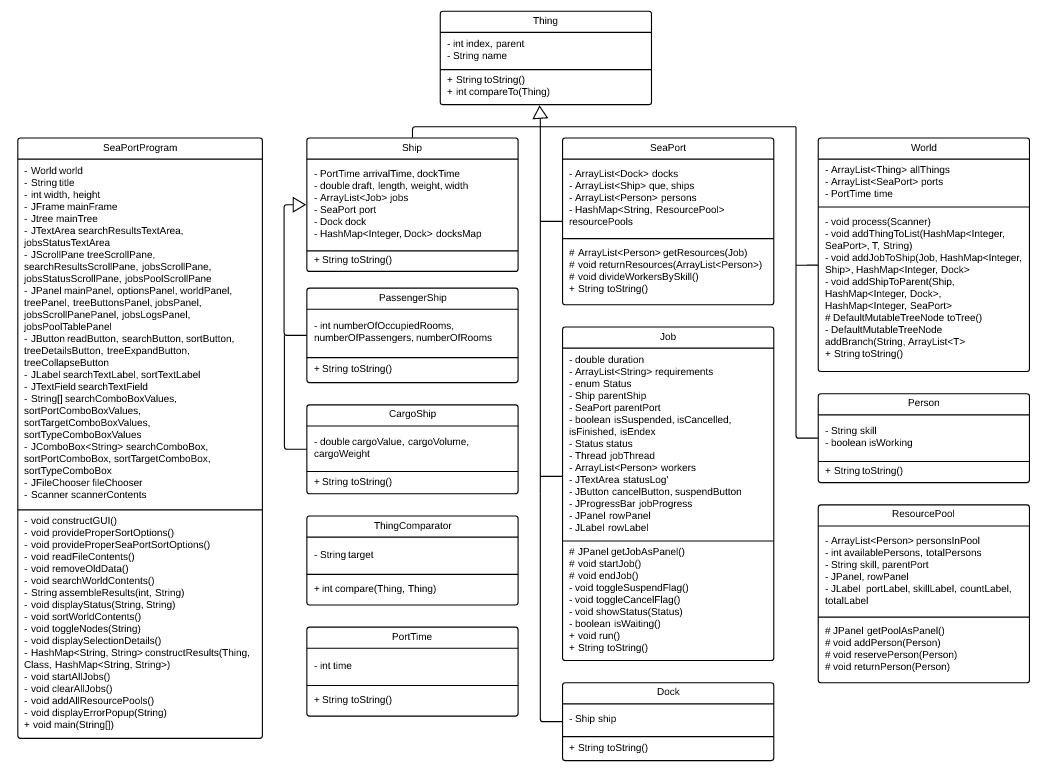 Thing
- int index, parent
- String name
+ String toString()
+ int compareTo(Thing)
SeaPortProgram
- World world
- String title
- int width, height
- JFrame mainFrame
- Jtree mainTree
- JTextArea searchResultsTextArea,
jobsStatusTextArea
- JScrollPane treeScrollPane,
searchResultsScrollPane, jobsScrollPane,
jobsStatusScrollPane, jobsPoolScrollPane
- JPanel mainPanel, optionsPanel, worldPanel,
treePanel, treeButtonsPanel, jobsPanel,
jobsScrollPanePanel, jobsLogsPanel,
jobsPoolTablePanel
- JButton readButton, searchButton, sortButton,
treeDetailsButton, treeExpandButton,
treeCollapseButton
- JLabel searchTextLabel, sortTextLabel
- JTextField searchTextField
- String[] searchComboBoxValues,
sortPortComboBoxValues,
sortTargetComboBoxValues,
sortTypeComboBoxValues
- JComboBox<String> searchComboBox,
sortPortComboBox, sortTargetComboBox,
sortTypeComboBox
- JFileChooser fileChooser
- Scanner scannerContents
- void constructGUI()
- void provideProperSortOptions()
- void provideProperSeaPortSortOptions()
- void readFileContents()
- void removeOldData()
- void searchWorldContents()
- String assembleResults(int, String)
- void displayStatus(String, String)
- void sortWorldContents()
- void toggleNodes(String)
- void displaySelectionDetails()
- HashMap<String, String> constructResults(Thing,
Class, HashMap<String, String>)
- void startAllJobs()
- void clearAllJobs()
- void addAllResourcePools()
- void displayErrorPopup(String)
+ void main(String[])
Ship
- PortTime arrivalTime, dockTime
- double draft, length, weight, width
- ArrayList<Job> jobs
- SeaPort port
- Dock dock
- HashMap<Integer, Dock> docksMap
+ String toString()
PassengerShip
- int numberOfOccupiedRooms,
numberOfPassengers, numberOfRooms
+ String toString()
CargoShip
- double cargoValue, cargoVolume,
cargoWeight
+ String toString()
ThingComparator
- String target
+ int compare(Thing, Thing)
PortTime
- int time
+ String toString()
SeaPort
- ArrayList<Dock> docks
- ArrayList<Ship> que, ships
- ArrayList<Person> persons
- HashMap<String, ResourcePool>
resourcePools
# ArrayList<Person> getResources(Job)
# void returnResources(ArrayList<Person>)
# void divideWorkersBySkill()
+ String toString()
Job
- double duration
- ArrayList<String> requirements
- enum Status
- Ship parentShip
- SeaPort parentPort
- boolean isSuspended, isCancelled,
isFinished, isEndex
- Status status
- Thread jobThread
- ArrayList<Person> workers
- JTextArea statusLog'
- JButton cancelButton, suspendButton
- JProgressBar jobProgress
- JPanel rowPanel
- JLabel rowLabel
# JPanel getJobAsPanel()
# void startJob()
# void endJob()
- void toggleSuspendFlag()
- void toggleCancelFlag()
- void showStatus(Status)
- boolean isWaiting()
+ void run()
+ String toString()
Dock
- Ship ship
+ String toString()
World
- ArrayList<Thing> allThings
- ArrayList<SeaPort> ports
- PortTime time
- void process(Scanner)
- void addThingToList(HashMap<Integer,
SeaPort>, T, String)
- void addJobToShip(Job, HashMap<Integer,
Ship>, HashMap<Integer, Dock)
- void addShipToParent(Ship,
HashMap<Integer, Dock>,
HashMap<Integer, SeaPort)
# DefaultMutableTreeNode toTree()
- DefaultMutableTreeNode
addBranch(String, ArrayList<T>
+ String toString()
Person
- String skill
- boolean isWorking
+ String toString()
ResourcePool
- ArrayList<Person> personsInPool
- int availablePersons, totalPersons
- String skill, parentPort
- JPanel, rowPanel
- JLabel portLabel, skillLabel, countLabel,
totalLabel
# JPanel getPoolAsPanel()
# void addPerson(Person)
# void reservePerson(Person)
# void returnPerson(Person)